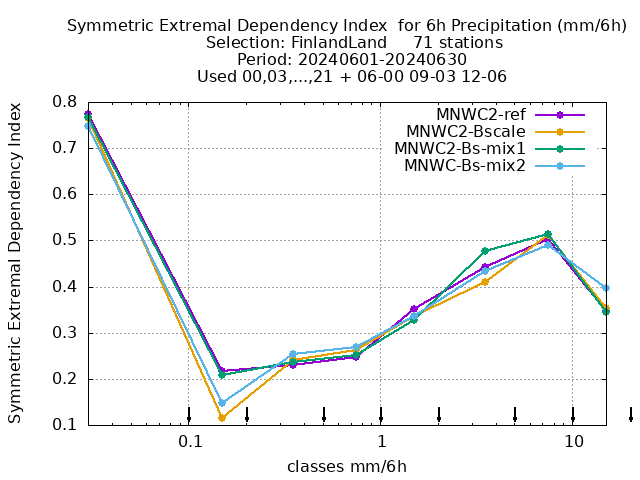 Symmetric Extremal Dependency Index  for 6h Precipitation (mm/6h)
Selection: FinlandLand     71 stations
Period: 20240601-20240630
Used 00,03,...,21 + 06-00 09-03 12-06
Symmetric Extremal Dependency Index
0.8
0.7
0.6
0.5
0.4
0.3
0.2
0.1
MNWC2-ref
MNWC2-Bscale
MNWC2-Bs-mix1
MNWC-Bs-mix2
0.1 1 10
classes mm/6h